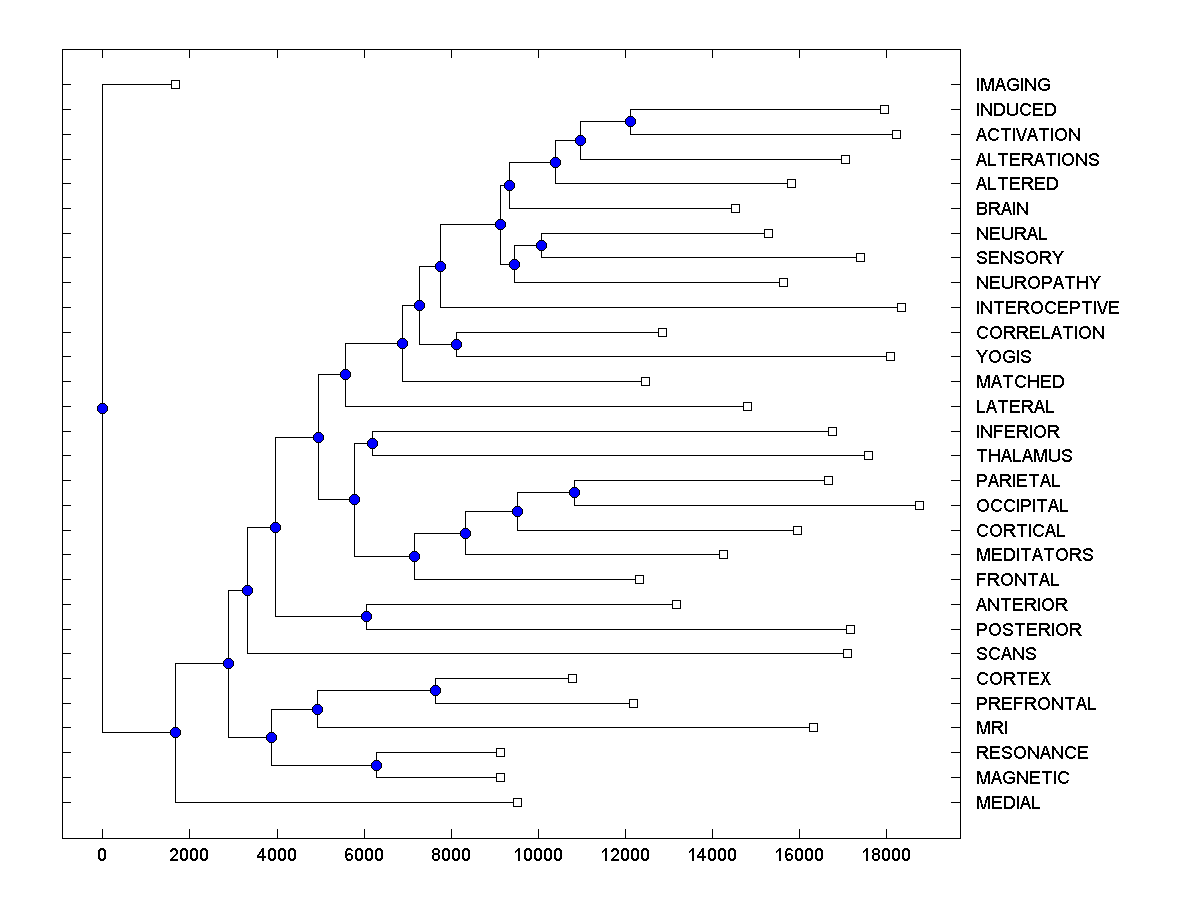 IMAGING
INDUCED
ACTIVATION
ALTERATIONS
ALTERED
BRAIN
NEURAL
SENSORY
NEUROPATHY
INTEROCEPTIVE
CORRELATION
YOGIS
MATCHED
LATERAL
INFERIOR
THALAMUS
PARIETAL
OCCIPITAL
CORTICAL
MEDITATORS
FRONTAL
ANTERIOR
POSTERIOR
SCANS
CORTEX
PREFRONTAL
MRI
RESONANCE
MAGNETIC
MEDIAL
0 2000 4000 6000 8000 10000 12000 14000 16000 18000